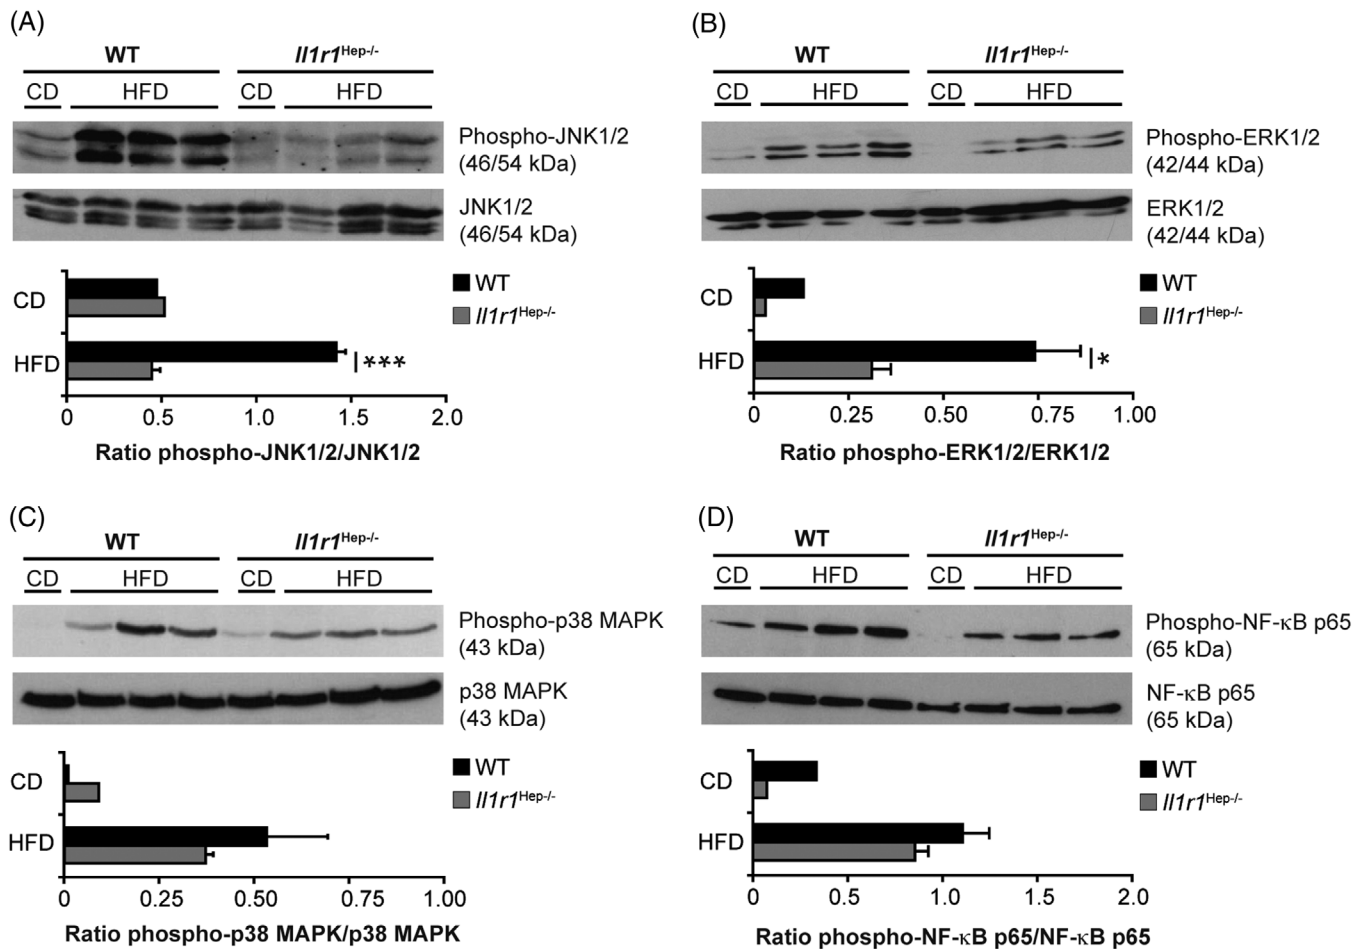 (A)
WT Il1r1Hep-/-
CD HFD CD HFD
Phospho-JNK1/2
(46/54 kDa)
JNK1/2
(46/54 kDa)
CD
HFD
***
WT
Il1r1Hep-/-
0 0.5 1.0 1.5 2.0
Ratio phospho-JNK1/2/JNK1/2
(B)
WT Il1r1Hep-/-
CD HFD CD HFD
Phospho-ERK1/2
(42/44 kDa)
ERK1/2
(42/44 kDa)
CD
HFD
*
WT
Il1r1Hep-/-
0 0.25 0.50 0.75 1.00
Ratio phospho-ERK1/2/ERK1/2
(C)
WT Il1r1Hep-/-
CD HFD CD HFD
Phospho-p38 MAPK
(43 kDa)
p38 MAPK
(43 kDa)
CD
HFD
WT
Il1r1Hep-/-
0 0.25 0.50 0.75 1.00
Ratio phospho-p38 MAPK/p38 MAPK
(D)
WT Il1r1Hep-/-
CD HFD CD HFD
Phospho-NF-κB p65
(65 kDa)
NF-κB p65
(65 kDa)
CD
HFD
WT
Il1r1Hep-/-
0 0.5 1.0 1.5 2.0
Ratio phospho-NF-κB p65/NF-κB p65